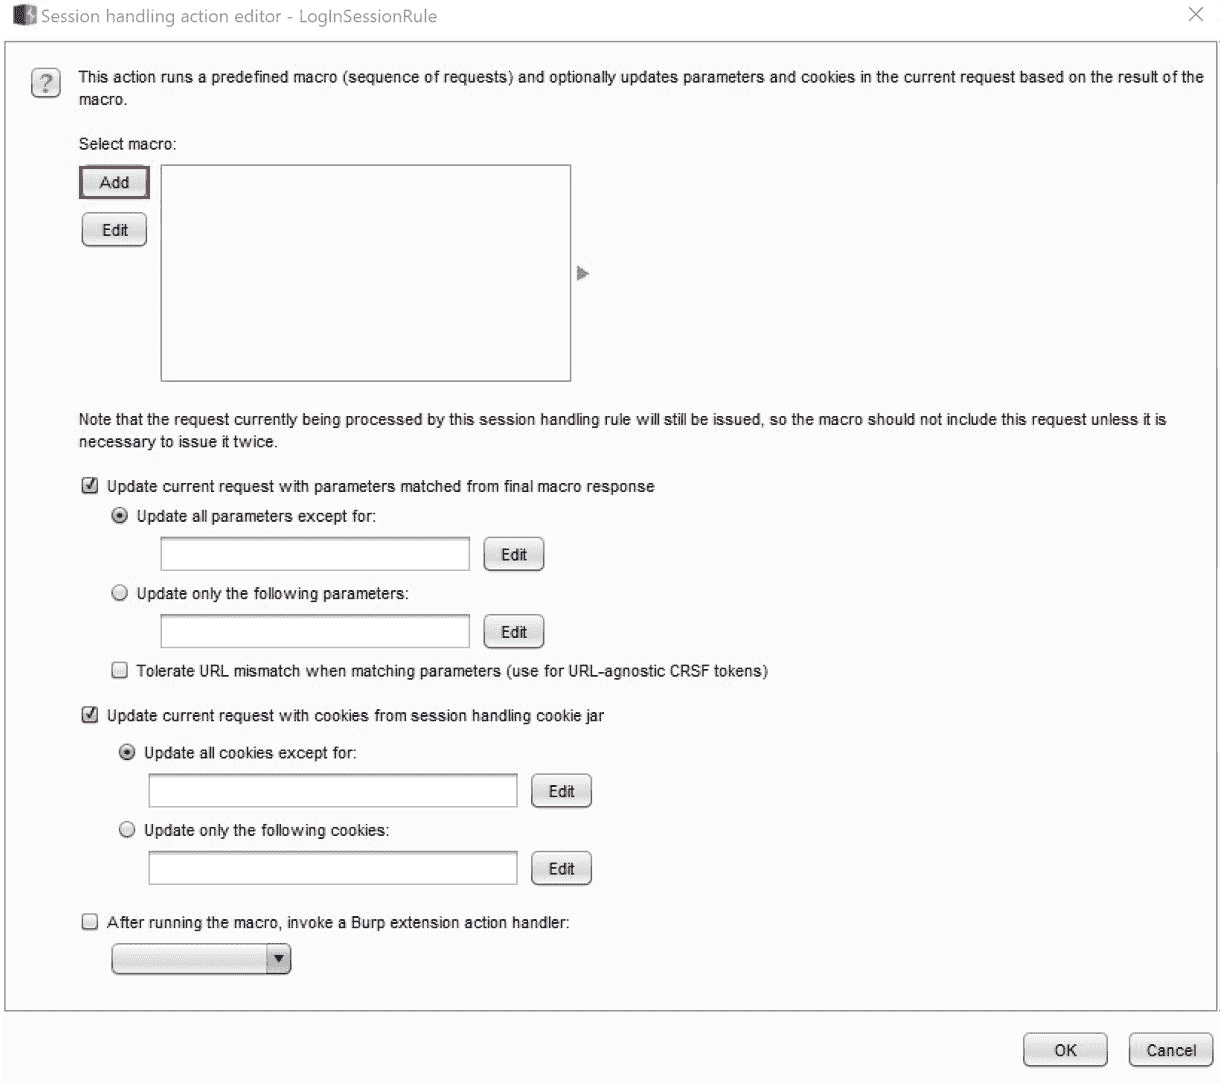 Session handling action editor - LogInSessionRule
This action runs a predefined macro (sequence of requests) and optionally updates parameters and cookies in the current request based on the result of the
macro.
Select macro:
Add
Edit
Note that the request currently being processed by this session handling rule will still be issued, so the macro should not include this request unless it is
necessary to issue it twice.
Update current request with parameters matched from final macro response
Update all parameters except for:
Edit
Update only the following parameters:
Edit
Tolerate URL mismatch when matching parameters (use for URL-agnostic CRSF tokens)
Update current request with cookies from session handling cookie jar
Update all cookies except for:
Edit
Update only the following cookies:
Edit
After running the macro, invoke a Burp extension action handler:
OK Cancel